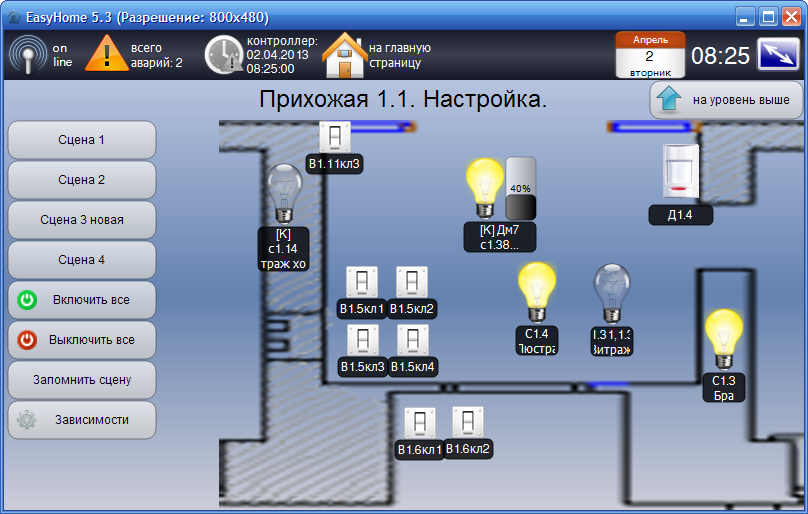 EasyHome 5.3 (Разрешение: 800x480)
on
line
всего
аварий: 2
контроллер:
02.04.2013
08:25:00
на главную
страницу
Апрель
2
вторник
08:25
Прихожая 1.1. Настройка.
на уровень выше
Сцена 1
Сцена 2
Сцена 3 новая
Сцена 4
Включить все
Выключить все
Запомнить сцену
Зависимости
В1.11кл3
[К]
с1.14
траж хо
40%
[К] Дм7
с1.38...
Д1.4
В1.5кл1
В1.5кл2
В1.5кл3
В1.5кл4
С1.4
Люстра
1.31,1.3
Витраж
С1.3
Бра
В1.6кл1
В1.6кл2